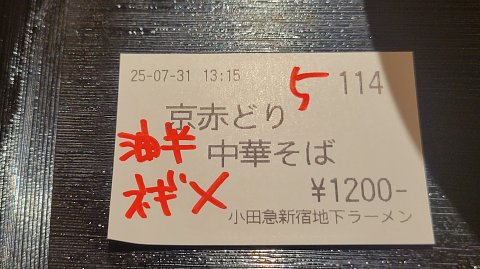 25-07-31 13:15 5 114
京赤どり
油半 中華そば
ネギ× ¥1200-
小田急新宿地下ラーメン